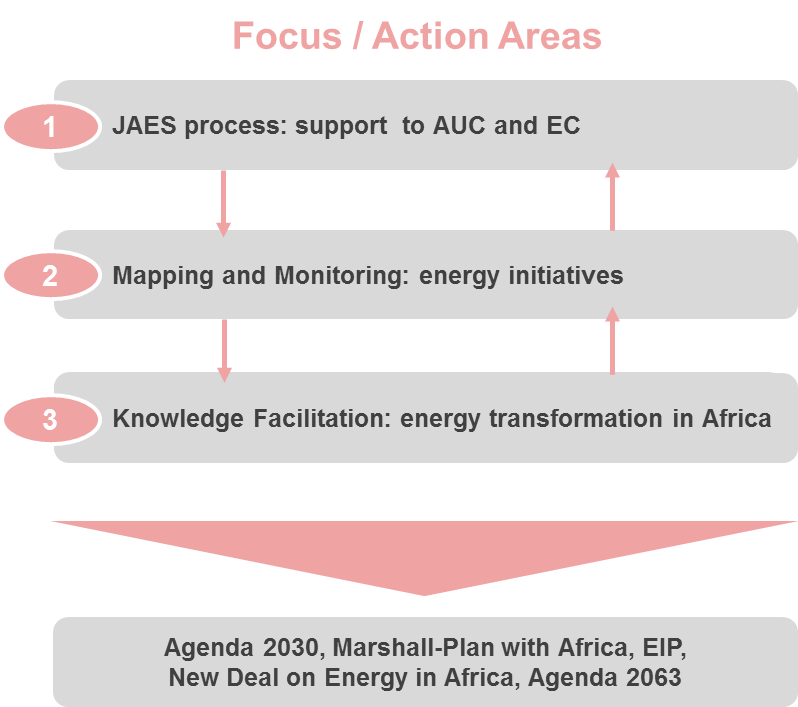 Focus / Action Areas
1
JAES process: support to AUC and EC
2
Mapping and Monitoring: energy initiatives
3
Knowledge Facilitation: energy transformation in Africa
Agenda 2030, Marshall-Plan with Africa, EIP,
New Deal on Energy in Africa, Agenda 2063